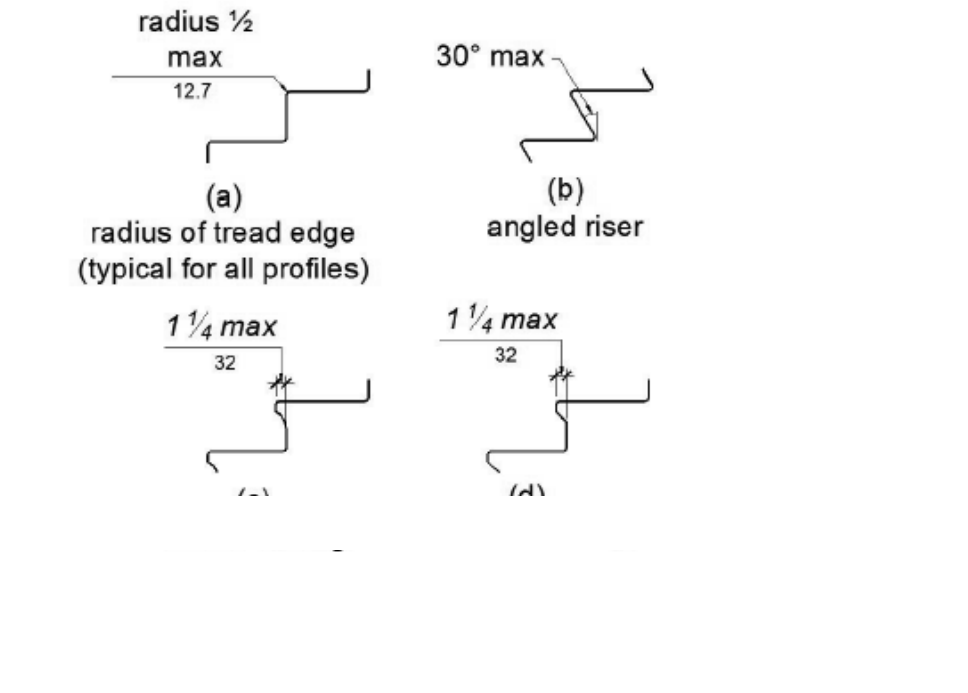 radius ½
max
12.7
30° max
(a)
radius of tread edge
(typical for all profiles)
(b)
angled riser
1 ¼ max
32
1 ¼ max
32
(d)